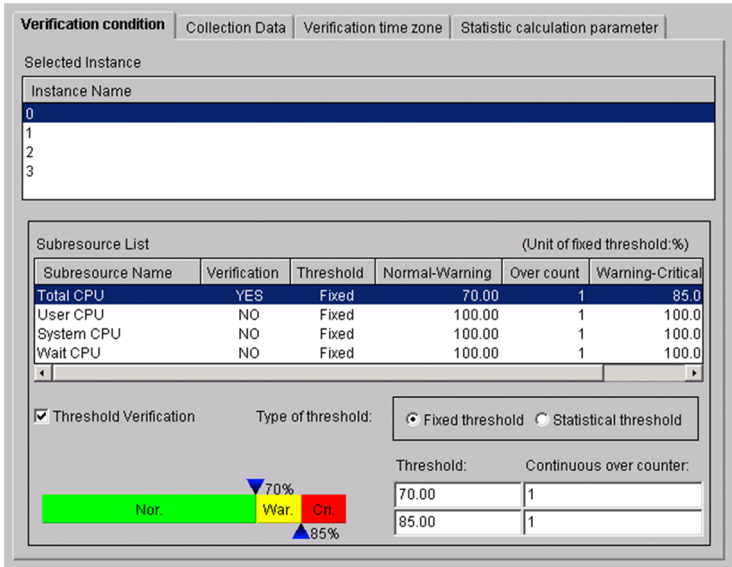 Verification condition Collection Data Verification time zone Statistic calculation parameter
Selected Instance
Instance Name
0
1
2
3
Subresource List (Unit of fixed threshold:%)
Subresource Name Verification Threshold Normal-Warning Over count Warning-Critical
Total CPU YES Fixed 70.00 1 85.0
User CPU NO Fixed 100.00 1 100.0
System CPU NO Fixed 100.00 1 100.0
Wait CPU NO Fixed 100.00 1 100.0
Threshold Verification Type of threshold: Fixed threshold Statistical threshold
Threshold: Continuous over counter:
70%
70.00 1
Nor. War. Cri.
85.00 1
85%